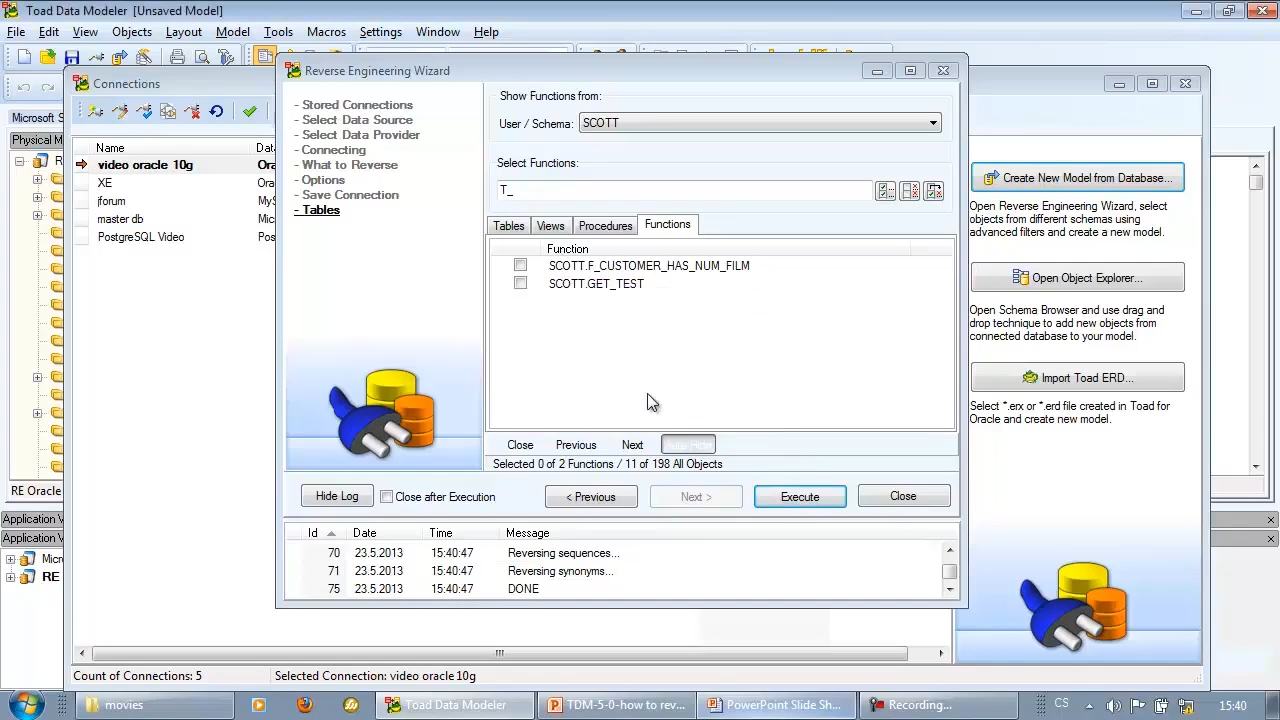 Toad Data Modeler [Unsaved Model]
File Edit View Objects Layout Model Tools Macros Settings Window Help
Connections
Reverse Engineering Wizard
Microsoft S
Physical M
Name Data
video oracle 10g Ora
XE Ora
jforum MyS
master db Mic
PostgreSQL Video Pos
- Stored Connections
- Select Data Source
- Select Data Provider
- Connecting
- What to Reverse
- Options
- Save Connection
- Tables
Show Functions from:
User / Schema: SCOTT
Select Functions:
T_
Tables Views Procedures Functions
Function
SCOTT.F_CUSTOMER_HAS_NUM_FILM
SCOTT.GET_TEST
Close Previous Next
Selected 0 of 2 Functions / 11 of 198 All Objects
Hide Log Close after Execution < Previous Next > Execute Close
Id Date Time Message
70 23.5.2013 15:40:47 Reversing sequences...
71 23.5.2013 15:40:47 Reversing synonyms...
75 23.5.2013 15:40:47 DONE
Create New Model from Database...
Open Reverse Engineering Wizard, select
objects from different schemas using
advanced filters and create a new model.
Open Object Explorer...
Open Schema Browser and use drag and
drop technique to add new objects from
connected database to your model.
Import Toad ERD...
Select *.erx or *.erd file created in Toad for
Oracle and create new model.
RE Oracle
Application V
Application V
Micr
RE
Count of Connections: 5 Selected Connection: video oracle 10g
movies Toad Data Modeler TDM-5-0-how to rev... PowerPoint Slide Sh... Recording... CS 15:40